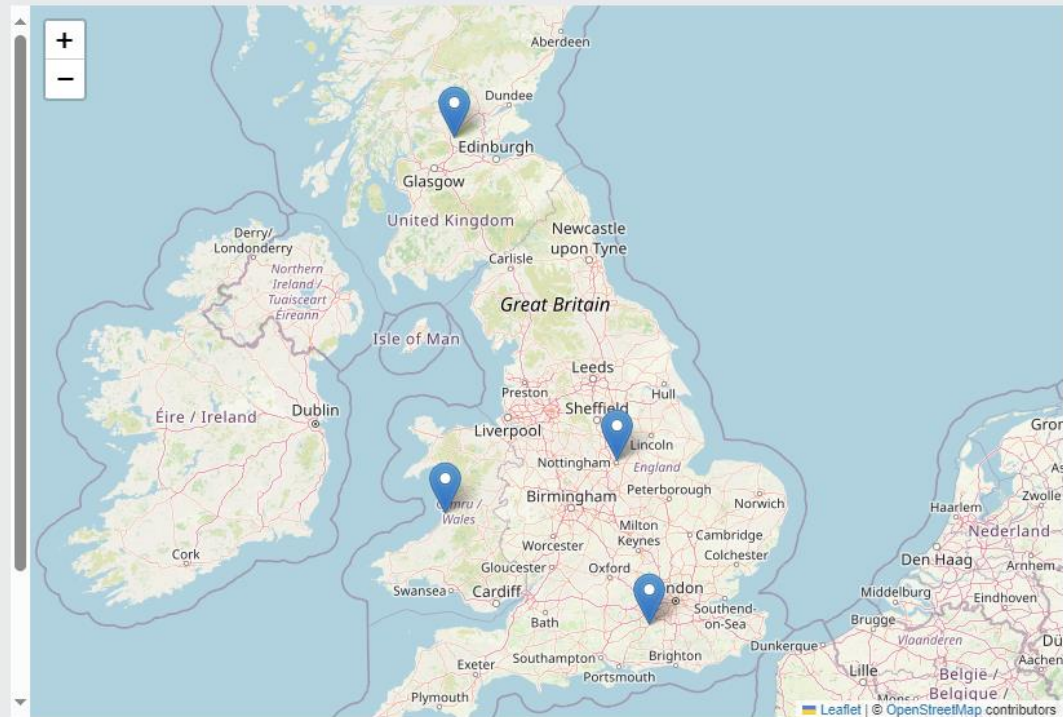 +
−
Aberdeen
Dundee
Edinburgh
Glasgow
United Kingdom
Newcastle
upon Tyne
Derry/
Londonderry
Carlisle
Northern
Ireland /
Tuaisceart
Éireann
Great Britain
Isle of Man
Leeds
Preston
Hull
Éire / Ireland
Dublin
Sheffield
Liverpool
Lincoln
Nottingham
England
Peterborough
Birmingham
Norwich
/
Wales
Milton
Keynes
Cambridge
Worcester
Colchester
Cork
Gloucester
Oxford
Swansea
Cardiff
Southend-
on-Sea
Bath
Brighton
Southampton
Portsmouth
Exeter
Plymouth
Haarlem
Zwolle
Nederland
Den Haag
Arnhem
Middelburg
Eindhoven
Brugge
Dunkerque
Vlaanderen
Lille
Aachen
België /
Belgique /
Leaflet | © OpenStreetMap contributors